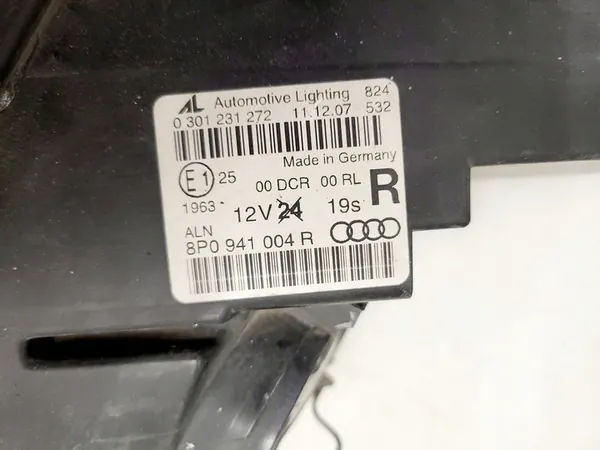 AL Automotive Lighting 824
0 301 231 272 11.12.07 532
Made in Germany
E1 25 00 DCR 00 RL R
1963 12V 24 19s
ALN
8P0 941 004 R